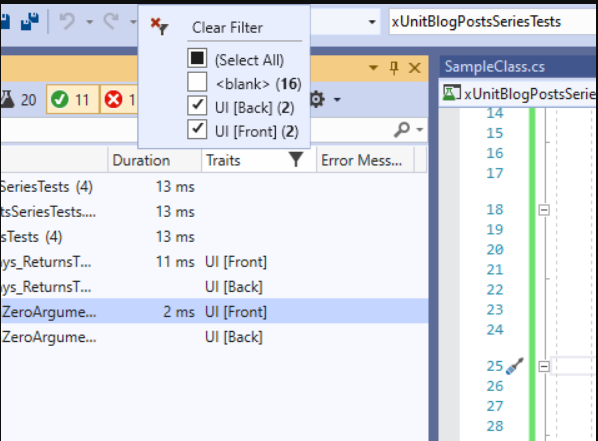 Clear Filter
(Select All)
<blank> (16)
UI [Back] (2)
UI [Front] (2)
xUnitBlogPostsSeriesTests
SampleClass.cs
20 11 1
xUnitBlogPostsSerie
Duration Traits Error Mess...
SeriesTests (4) 13 ms
tsSeriesTests.... 13 ms
sTests (4) 13 ms
ays_ReturnsT... 11 ms UI [Front]
ays_ReturnsT... UI [Back]
ZeroArgume... 2 ms UI [Front]
ZeroArgume... UI [Back]
14
15
16
17
18
19
20
21
22
23
24
25
26
27
28